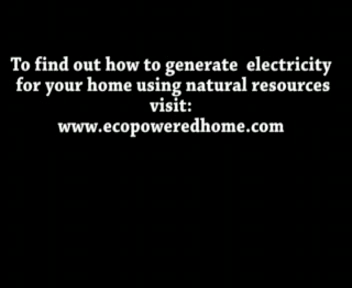 To find out how to generate electricity
for your home using natural resources
visit:
www.ecopoweredhome.com